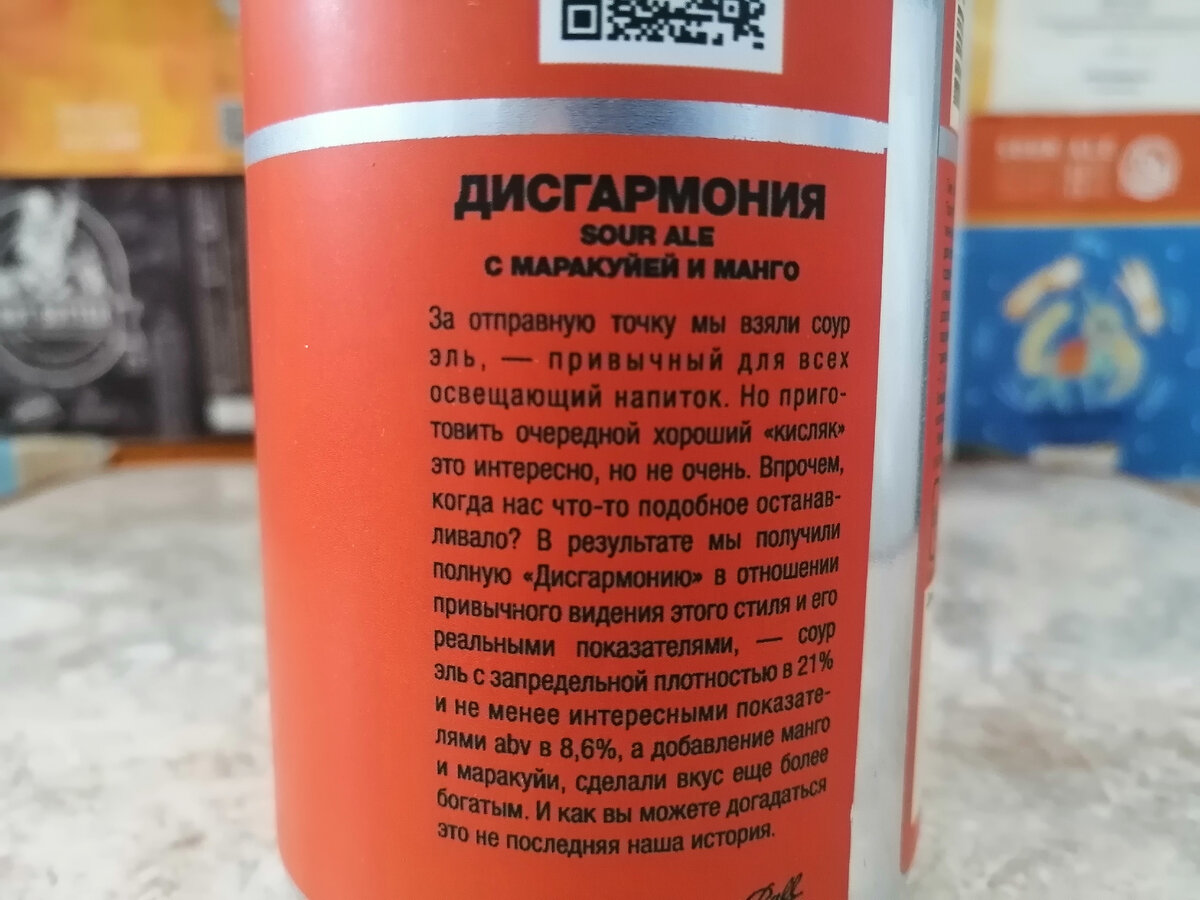 ДИСГАРМОНИЯ
SOUR ALE
С МАРАКУЙЕЙ И МАНГО
За отправную точку мы взяли соур
эль, — привычный для всех
освещающий напиток. Но приго-
товить очередной хороший «кисляк»
это интересно, но не очень. Впрочем,
когда нас что-то подобное останав-
ливало? В результате мы получили
полную «Дисгармонию» в отношении
привычного видения этого стиля и его
реальными показателями, — соур
эль с запредельной плотностью в 21%
и не менее интересными показате-
лями abv в 8,6%, а добавление манго
и маракуйи, сделали вкус еще более
богатым. И как вы можете догадаться
это не последняя наша история.
Ball